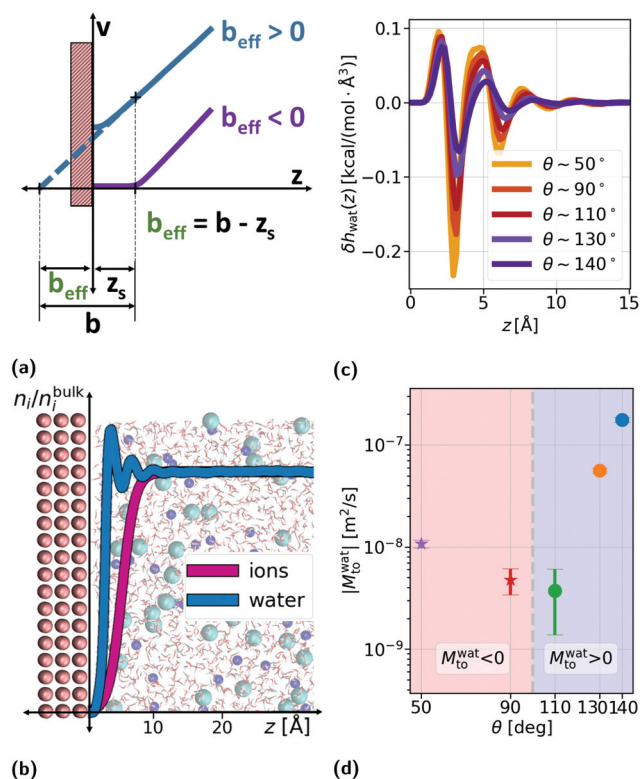 v
b_eff > 0
b_eff < 0
z
b_eff = b - z_s
b_eff
z_s
b
(a)
0.1
0.0
−0.1
−0.2
δh_wat(z) [kcal/(mol · Å³)]
θ ~ 50°
θ ~ 90°
θ ~ 110°
θ ~ 130°
θ ~ 140°
0
5
10
15
z [Å]
(c)
n_i/n_i^bulk
ions
water
10
20
z [Å]
(b)
|M_to^wat| [m²/s]
10⁻⁷
10⁻⁸
10⁻⁹
M_to^wat<0
M_to^wat>0
50
90
110
130
140
θ [deg]
(d)